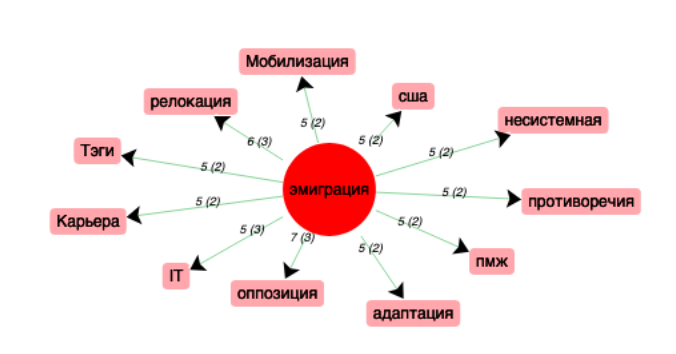 Мобилизация
сша
релокация
несистемная
5 (2)
5 (2)
6 (3)
Тэги
5 (2)
5 (2)
эмиграция
5 (2)
5 (2)
противоречия
Карьера
5 (2)
5 (3)
7 (3)
5 (2)
пмж
IT
оппозиция
адаптация